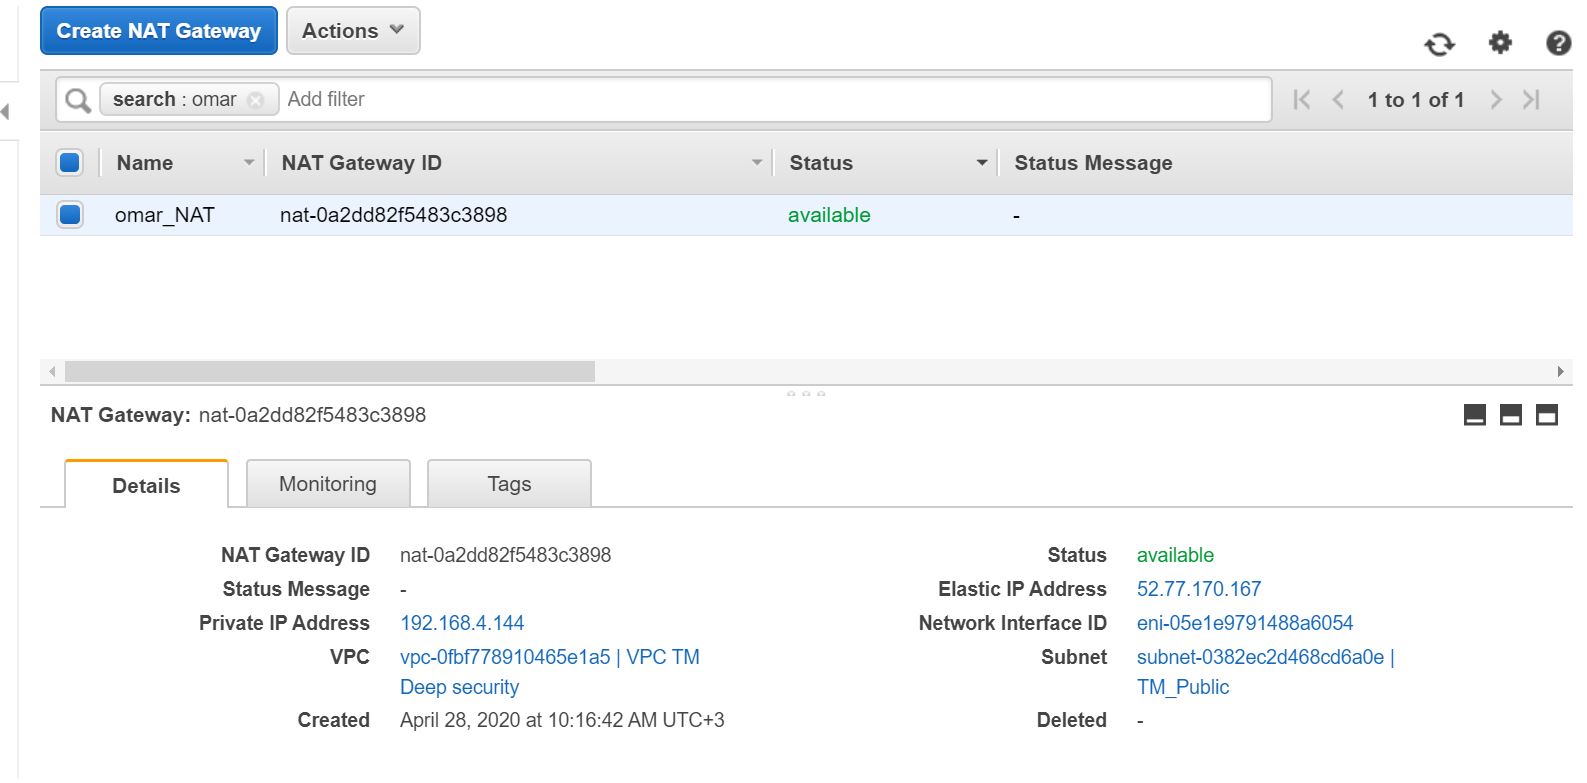 Create NAT Gateway Actions
search : omar Add filter 1 to 1 of 1
Name NAT Gateway ID Status Status Message
omar_NAT nat-0a2dd82f5483c3898 available -
NAT Gateway: nat-0a2dd82f5483c3898
Details Monitoring Tags
NAT Gateway ID nat-0a2dd82f5483c3898 Status available
Status Message - Elastic IP Address 52.77.170.167
Private IP Address 192.168.4.144 Network Interface ID eni-05e1e9791488a6054
VPC vpc-0fbf778910465e1a5 | VPC TM Subnet subnet-0382ec2d468cd6a0e |
Deep security TM_Public
Created April 28, 2020 at 10:16:42 AM UTC+3 Deleted -